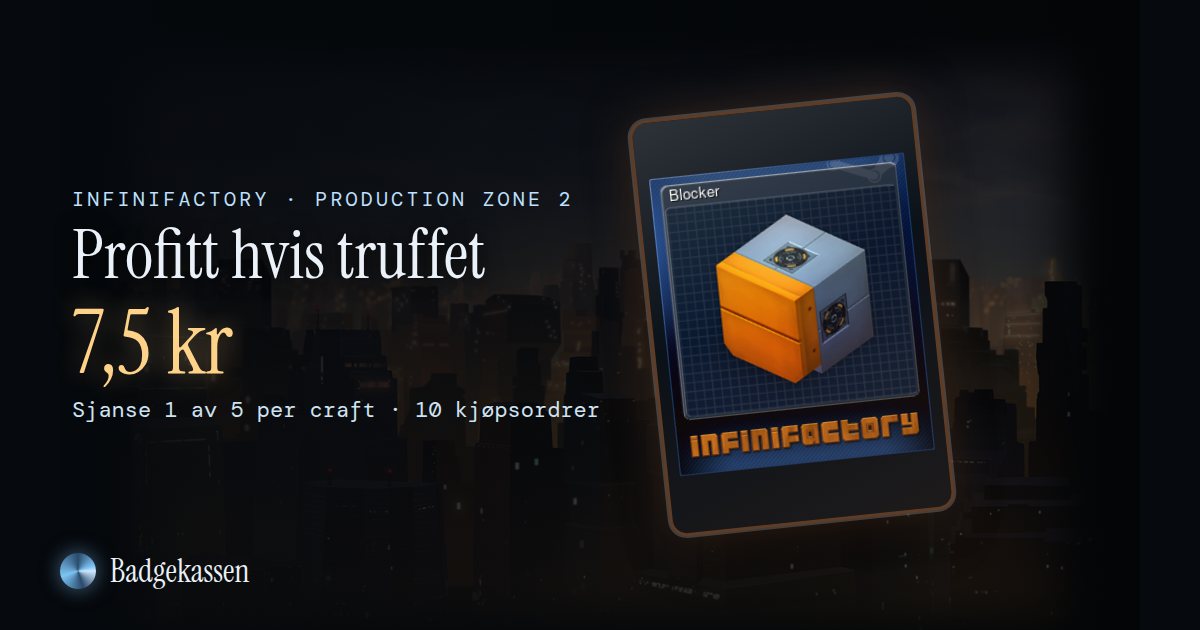 INFINIFACTORY · PRODUCTION ZONE 2
Profitt hvis truffet
7,5 kr
Sjanse 1 av 5 per craft · 10 kjøpsordrer
Blocker
INFINIFACTORY
Badgekassen